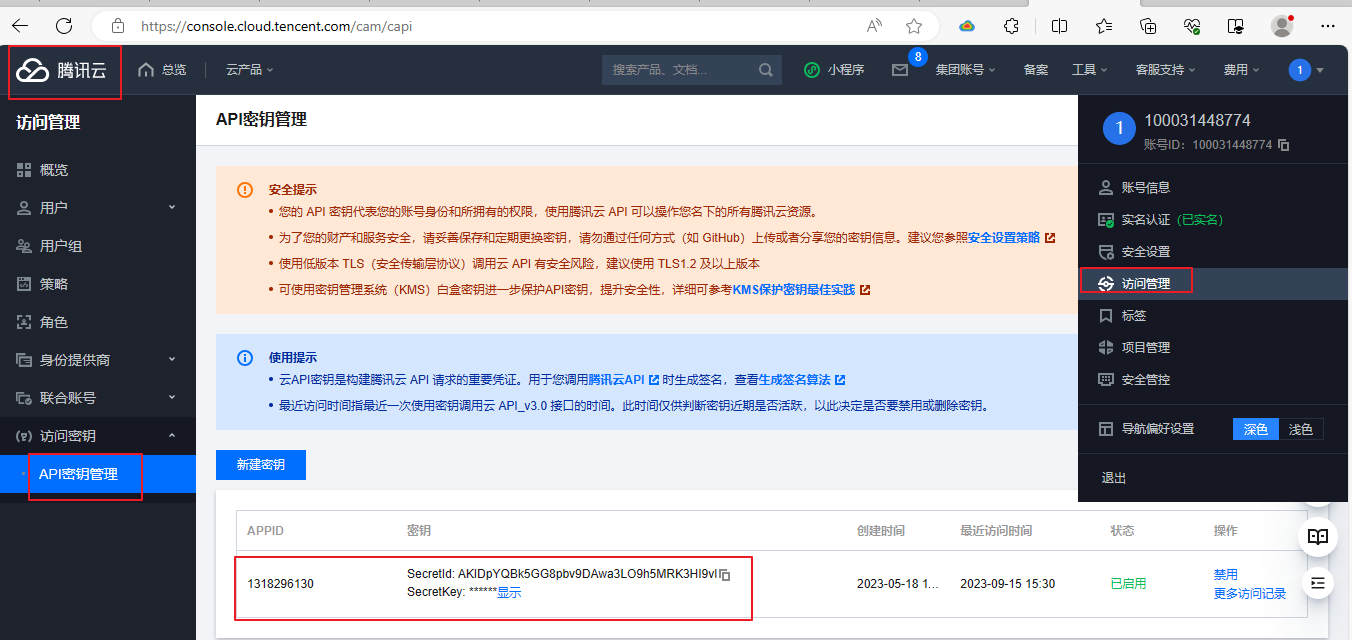 https://console.cloud.tencent.com/cam/capi
腾讯云
总览
云产品
搜索产品、文档...
小程序
8
集团账号
备案
工具
客服支持
费用
1
访问管理
概览
用户
用户组
策略
角色
身份提供商
联合账号
访问密钥
API密钥管理
API密钥管理
安全提示
• 您的 API 密钥代表您的账号身份和所拥有的权限，使用腾讯云 API 可以操作您名下的所有腾讯云资源。
• 为了您的财产和服务安全，请妥善保存和定期更换密钥，请勿通过任何方式（如 GitHub）上传或者分享您的密钥信息。建议您参照安全设置策略
• 使用低版本 TLS（安全传输层协议）调用云 API 有安全风险，建议使用 TLS1.2 及以上版本
• 可使用密钥管理系统（KMS）白盒密钥进一步保护API密钥，提升安全性，详细可参考KMS保护密钥最佳实践
使用提示
• 云API密钥是构建腾讯云 API 请求的重要凭证。用于您调用腾讯云API 时生成签名，查看生成签名算法
• 最近访问时间指最近一次使用密钥调用云 API_v3.0 接口的时间。此时间仅供判断密钥近期是否活跃，以此决定是否要禁用或删除密钥。
新建密钥
APPID 密钥 创建时间 最近访问时间 状态 操作
1318296130
SecretId: AKIDpYQBk5GG8pbv9DAwa3LO9h5MRK3HI9vI
SecretKey: ******显示
2023-05-18 1...
2023-09-15 15:30
已启用
禁用
更多访问记录
1
100031448774
账号ID：100031448774
账号信息
实名认证（已实名）
安全设置
访问管理
标签
项目管理
安全管控
导航偏好设置
深色
浅色
退出